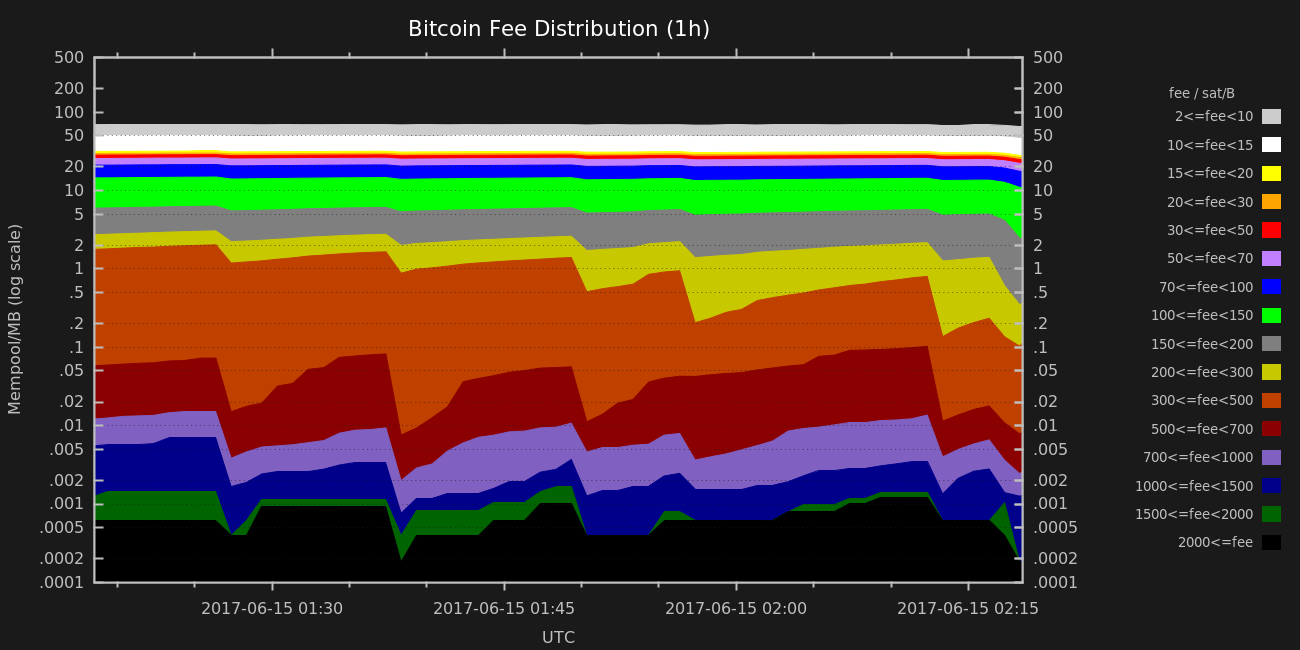 Bitcoin Fee Distribution (1h)
Mempool/MB (log scale)
500
200
100
50
20
10
5
2
1
.5
.2
.1
.05
.02
.01
.005
.002
.001
.0005
.0002
.0001
500
200
100
50
20
10
5
2
1
.5
.2
.1
.05
.02
.01
.005
.002
.001
.0005
.0002
.0001
fee / sat/B
2<=fee<10
10<=fee<15
15<=fee<20
20<=fee<30
30<=fee<50
50<=fee<70
70<=fee<100
100<=fee<150
150<=fee<200
200<=fee<300
300<=fee<500
500<=fee<700
700<=fee<1000
1000<=fee<1500
1500<=fee<2000
2000<=fee
2017-06-15 01:30
2017-06-15 01:45
2017-06-15 02:00
2017-06-15 02:15
UTC